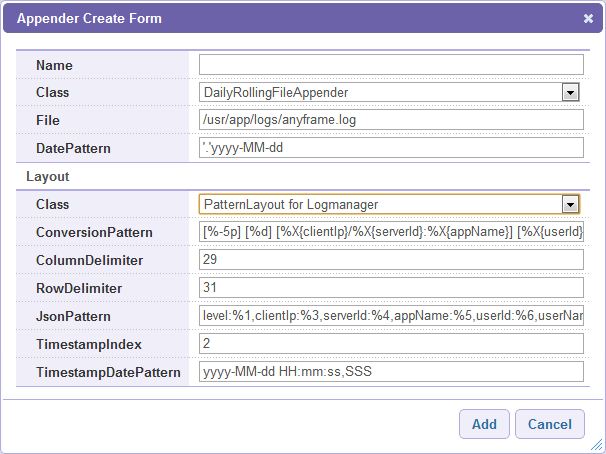 Appender Create Form
Name
Class DailyRollingFileAppender
File /usr/app/logs/anyframe.log
DatePattern '.'yyyy-MM-dd
Layout
Class PatternLayout for Logmanager
ConversionPattern [%-5p] [%d] [%X{clientIp}/%X{serverId}:%X{appName}] [%X{userId}
ColumnDelimiter 29
RowDelimiter 31
JsonPattern level:%1,clientIp:%3,serverId:%4,appName:%5,userId:%6,userNar
TimestampIndex 2
TimestampDatePattern yyyy-MM-dd HH:mm:ss,SSS
Add Cancel